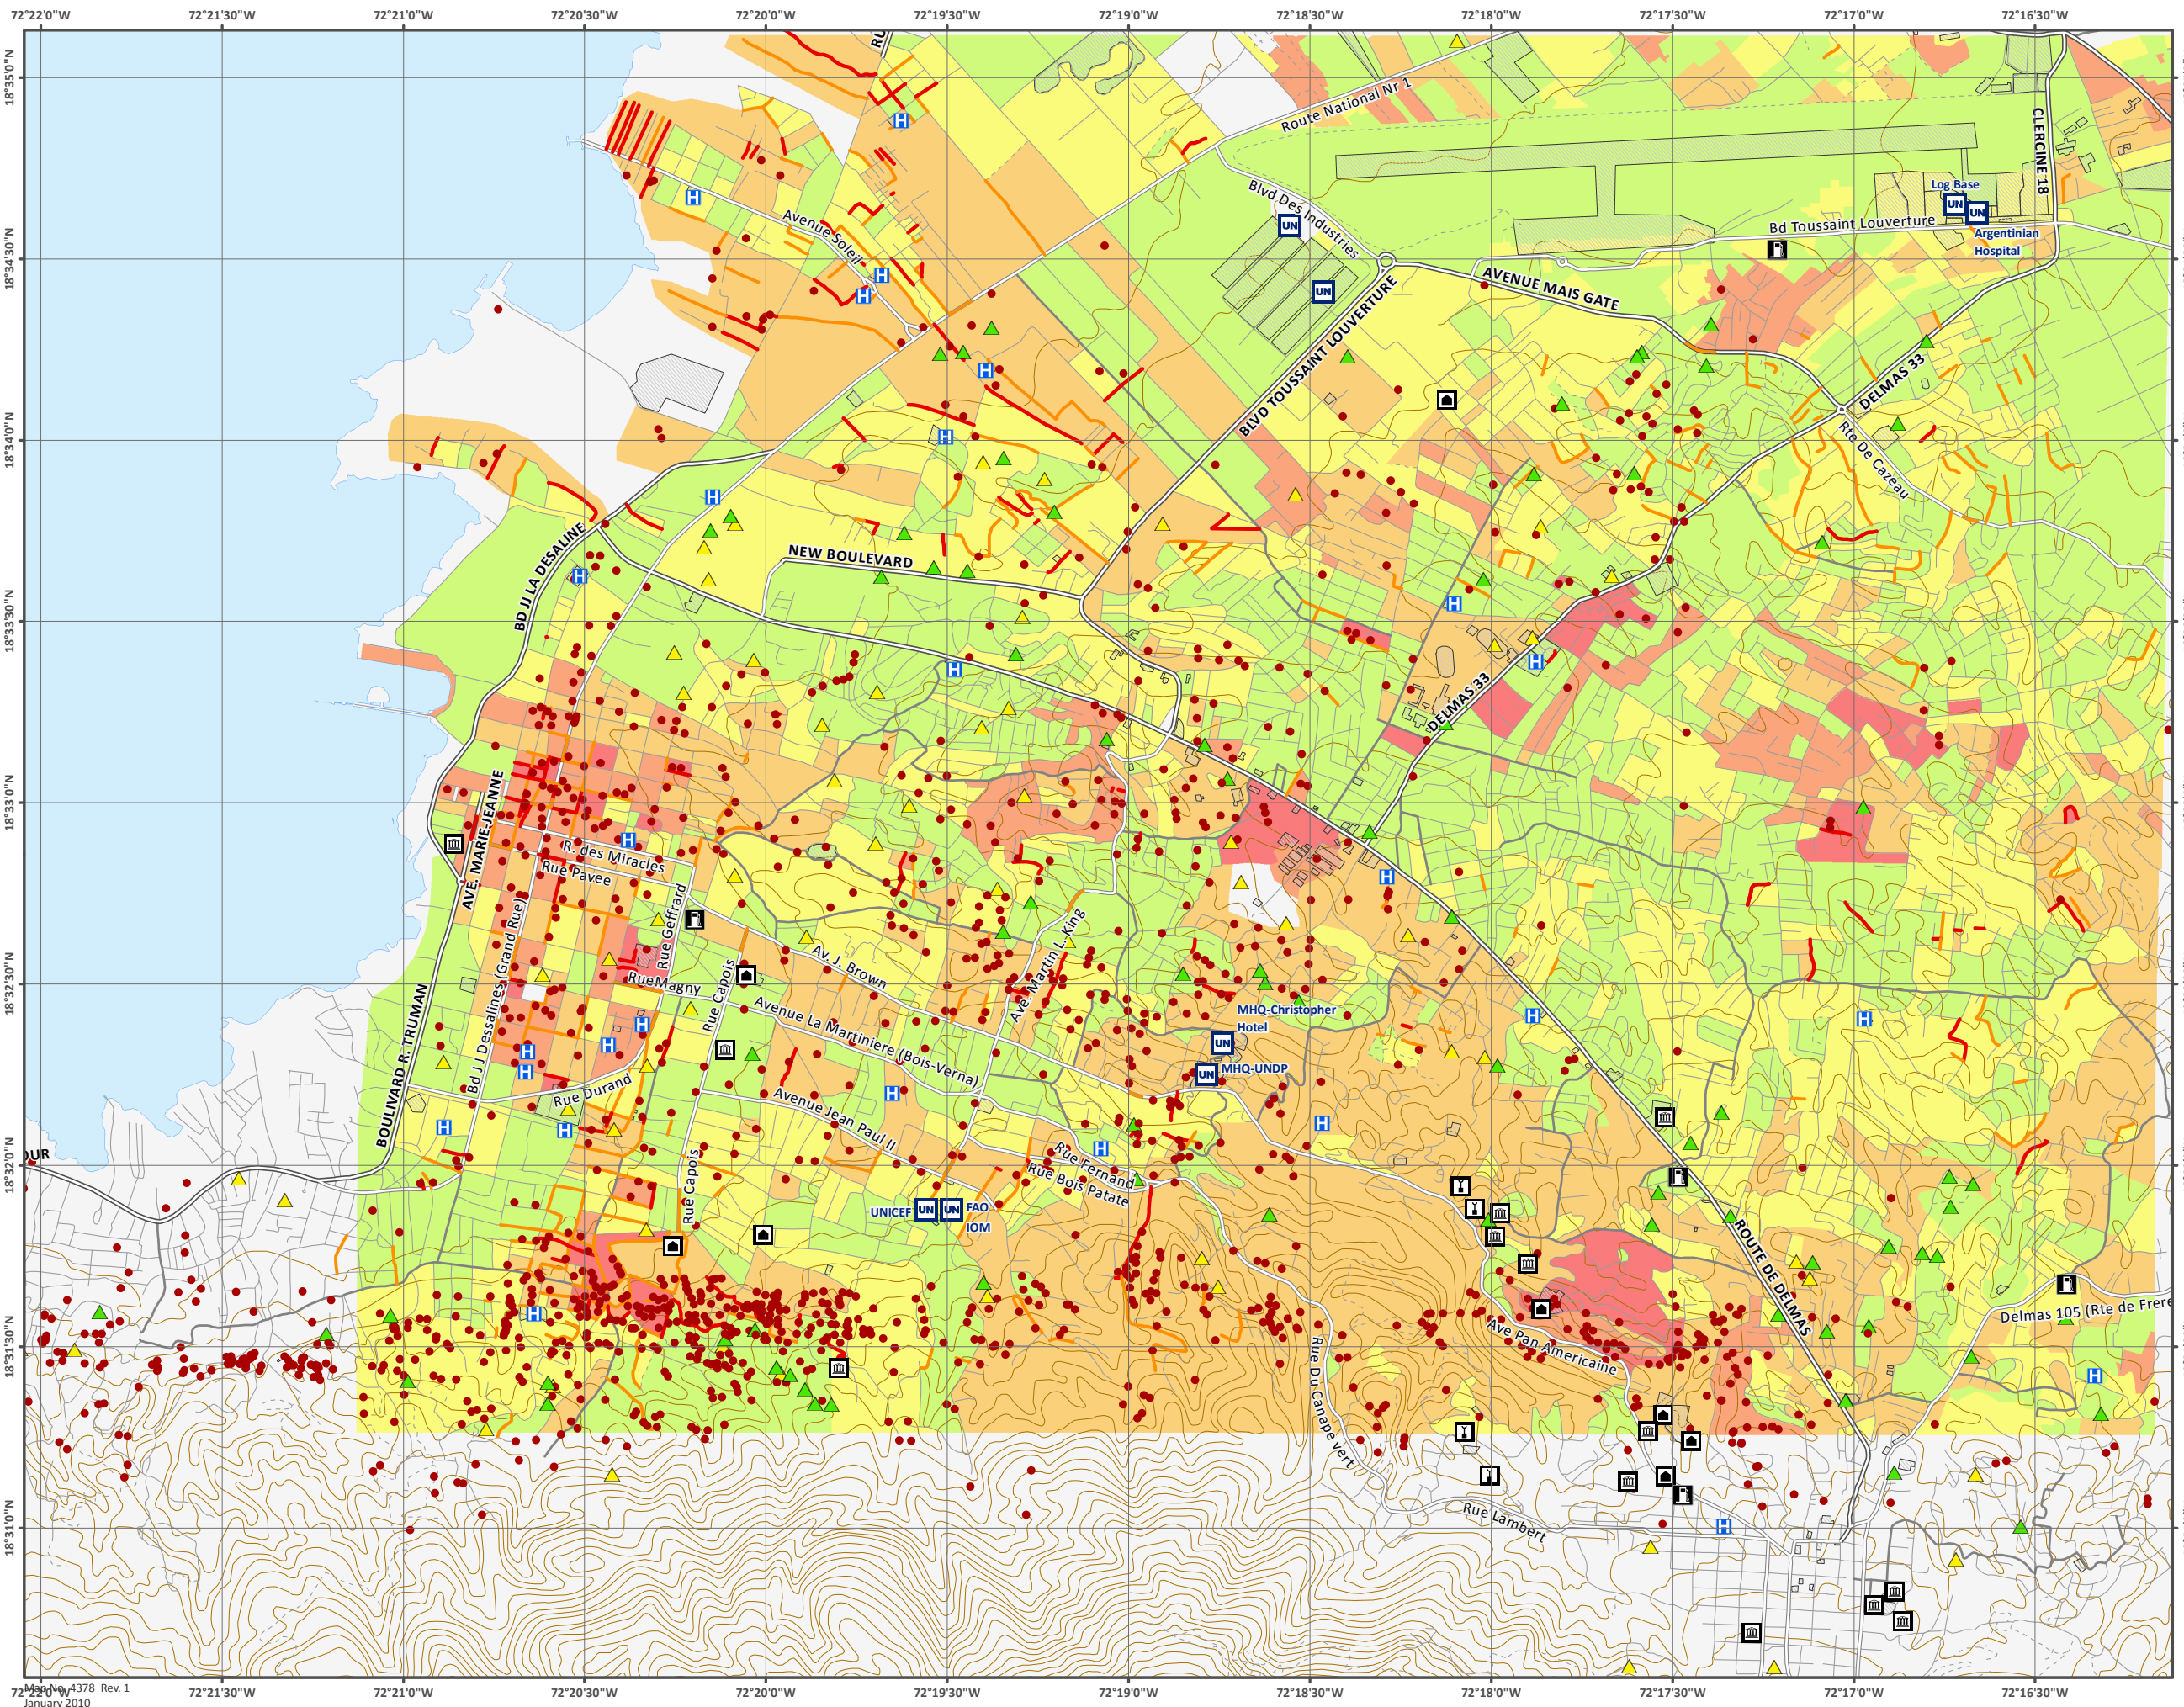 72°22'0"W
72°21'30"W
72°21'0"W
72°20'30"W
72°20'0"W
72°19'30"W
72°19'0"W
72°18'30"W
72°18'0"W
72°17'30"W
72°17'0"W
72°16'30"W
RU
18°35'0"N
Route National Nr 1
CLERCINE 18
Blvd Des Industries
Log Base
UN
UN
H
H
Avenue Soleil
UN
Bd Toussaint Louverture
Argentinian
Hospital
18°34'30"N
H
H
UN
AVENUE MAIS GATE
BLVD TOUSSAINT LOUVERTURE
H
DELMAS 33
18°34'0"N
H
Rte De Cazeau
H
BD JJ LA DESALINE
NEW BOULEVARD
H
H
18°33'30"N
H
H
DELMAS 33
18°33'0"N
AVE. MARIE-JEANNE
H
R. des Miracles
Rue Pavee
H
Rue Geffrard
Bd J J Dessalines (Grand Rue)
Av. J. Brown
Ave. Martin L. King
Rue Magny
Rue Capois
18°32'30"N
BOULIVARD R. TRUMAN
Avenue La Martiniere (Bois-Verna)
MHQ-Christopher
Hotel
UN
H
H
H
H
H
UN
MHQ-UNDP
H
H
Rue Durand
H
Avenue Jean Paul II
H
H
H
H
18°32'0"N
OUR
Rue Fernand
Rue Bois Patate
Rue Capois
UNICEF
UN
UN
FAO
IOM
ROUTE DE DELMAS
Delmas 105 (Rte de Frere
H
18°31'30"N
Ave Pan Americaine
Rue Du Canape vert
H
Rue Lambert
H
18°31'0"N
Map No. 4378 Rev. 1
January 2010
72°22'0"W
72°21'30"W
72°21'0"W
72°20'30"W
72°20'0"W
72°19'30"W
72°19'0"W
72°18'30"W
72°18'0"W
72°17'30"W
72°17'0"W
72°16'30"W